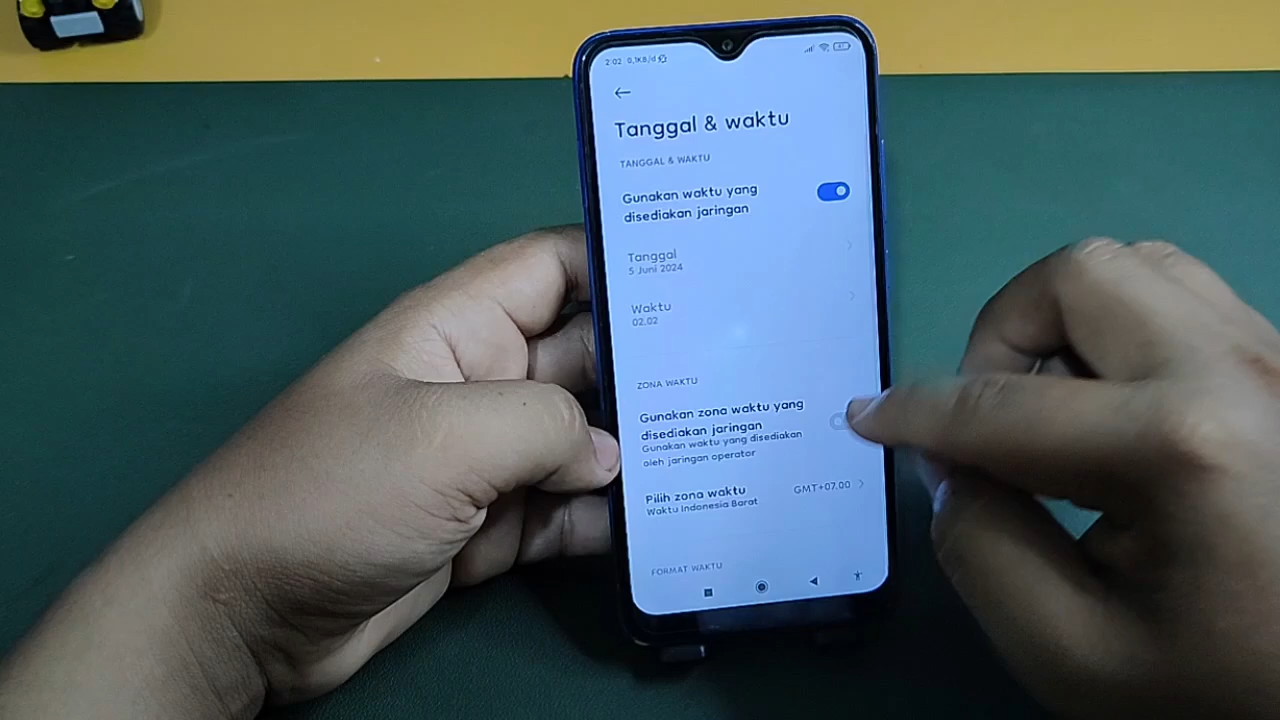 2:02 0,1KB/d
Tanggal & waktu
TANGGAL & WAKTU
Gunakan waktu yang
disediakan jaringan
Tanggal
5 Juni 2024
Waktu
02.02
ZONA WAKTU
Gunakan zona waktu yang
disediakan jaringan
Gunakan waktu yang disediakan
oleh jaringan operator
Pilih zona waktu
GMT+07.00
Waktu Indonesia Barat
FORMAT WAKTU